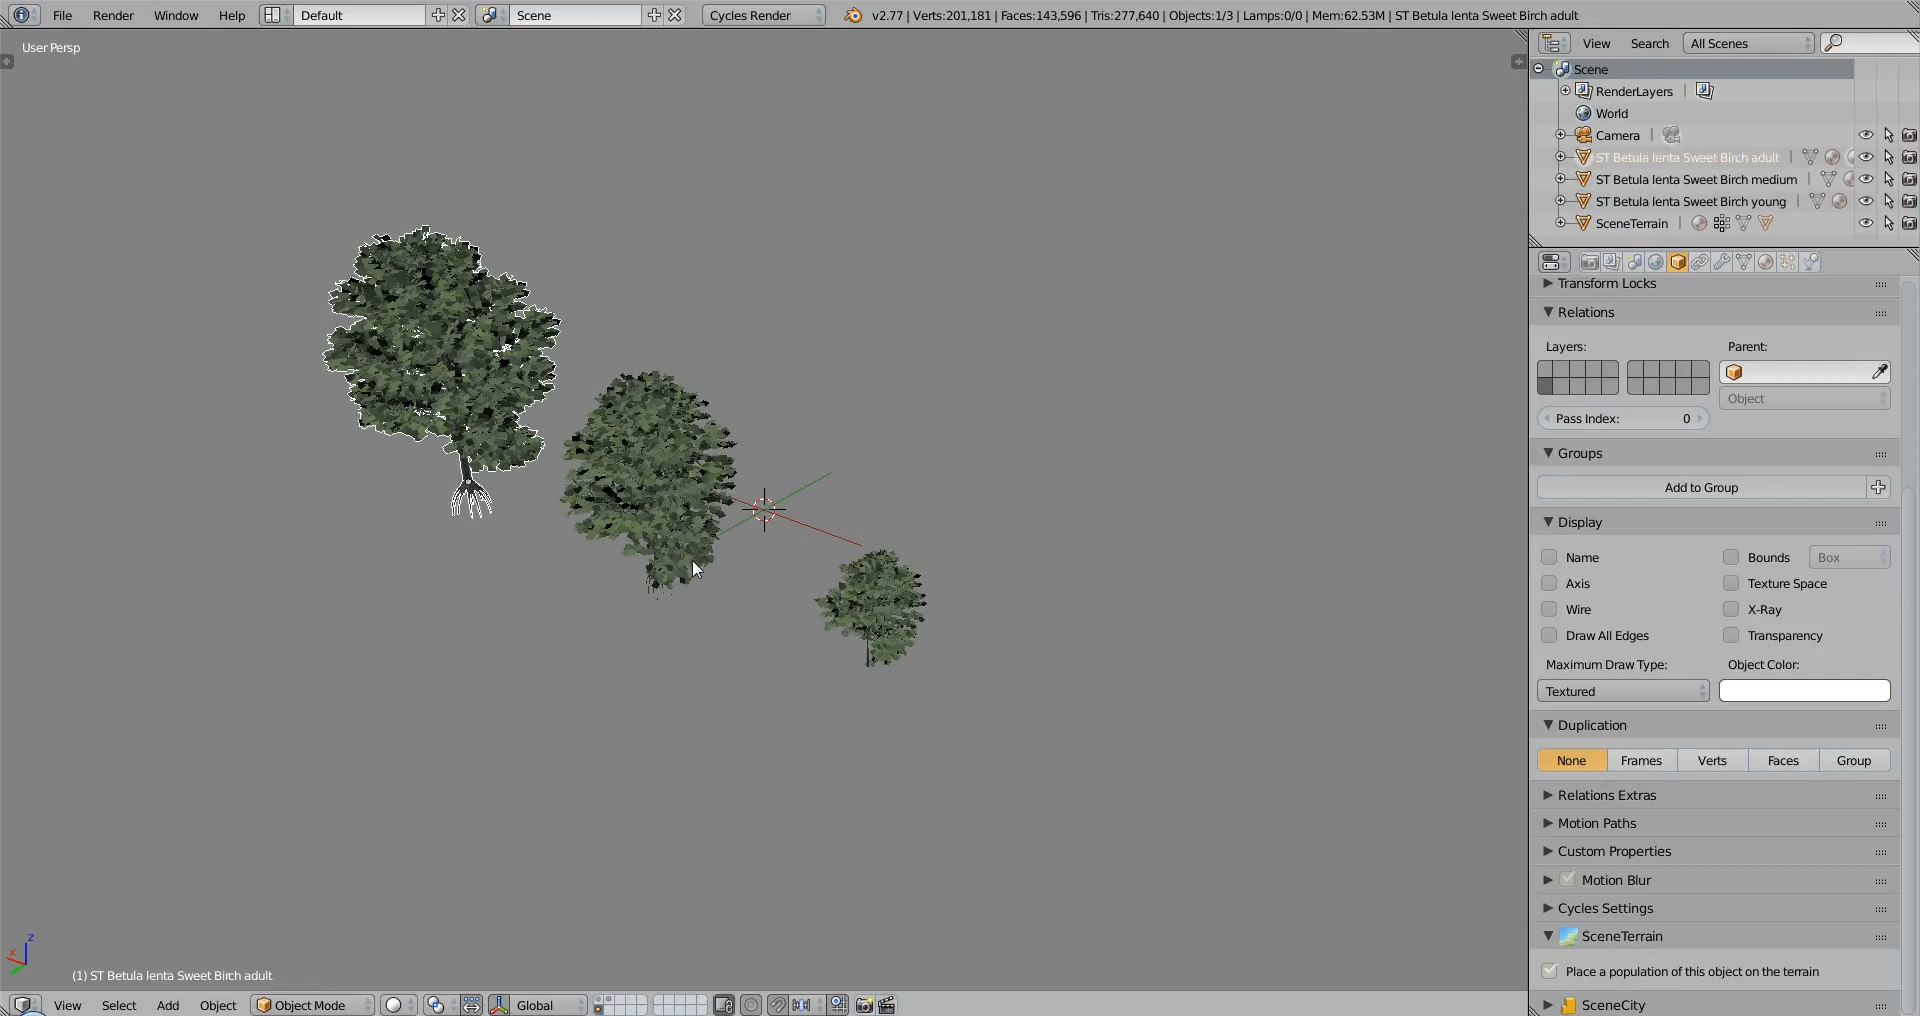 File Render Window Help Default Scene Cycles Render v2.77 | Verts:201,181 | Faces:143,596 | Tris:277,640 | Objects:1/3 | Lamps:0/0 | Mem:62.53M | ST Betula lenta Sweet Birch adult
User Persp
View Search All Scenes
Scene
RenderLayers
World
Camera
ST Betula lenta Sweet Birch adult
ST Betula lenta Sweet Birch medium
ST Betula lenta Sweet Birch young
SceneTerrain
Transform Locks
Relations
Layers: Parent:
Object
Pass Index: 0
Groups
Add to Group
Display
Name Bounds Box
Axis Texture Space
Wire X-Ray
Draw All Edges Transparency
Maximum Draw Type: Object Color:
Textured
Duplication
None Frames Verts Faces Group
Relations Extras
Motion Paths
Custom Properties
Motion Blur
Cycles Settings
SceneTerrain
Place a population of this object on the terrain
SceneCity
z
x
(1) ST Betula lenta Sweet Birch adult
View Select Add Object Object Mode Global